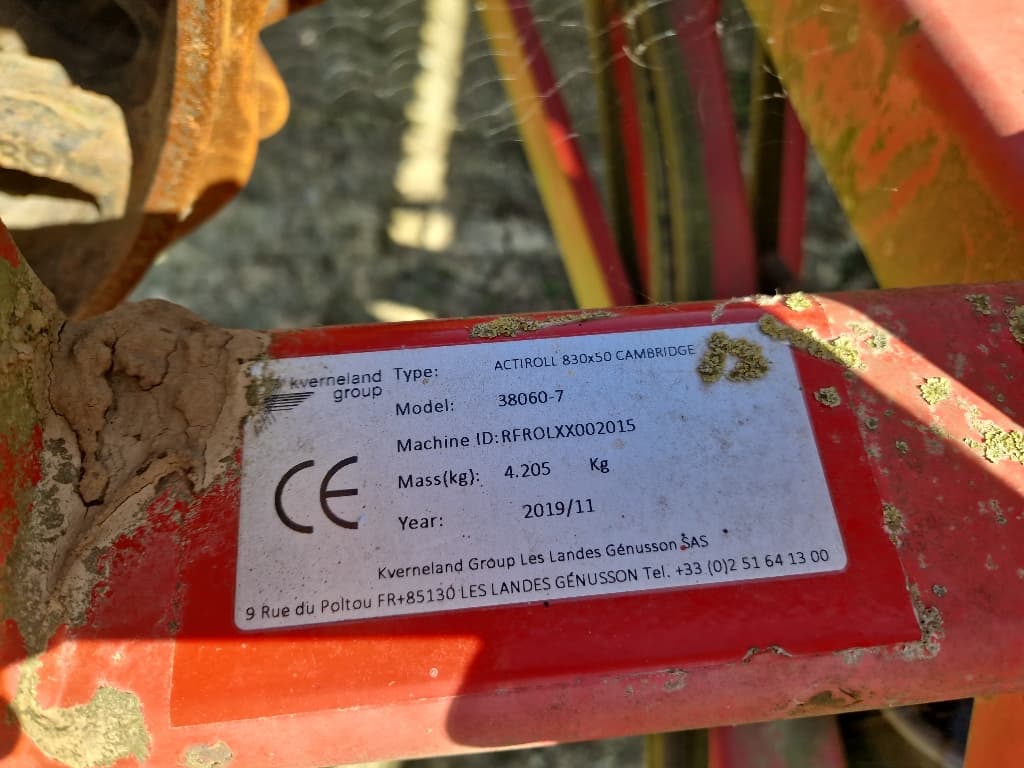 kverneland
group
Type: ACTIROLL 830x50 CAMBRIDGE
Model: 38060-7
Machine ID: RFROLXX002015
Mass(kg): 4.205 Kg
CE
Year: 2019/11
Kverneland Group Les Landes Génusson SAS
9 Rue du Poitou FR+85130 LES LANDES GÉNUSSON Tel. +33 (0)2 51 64 13 00